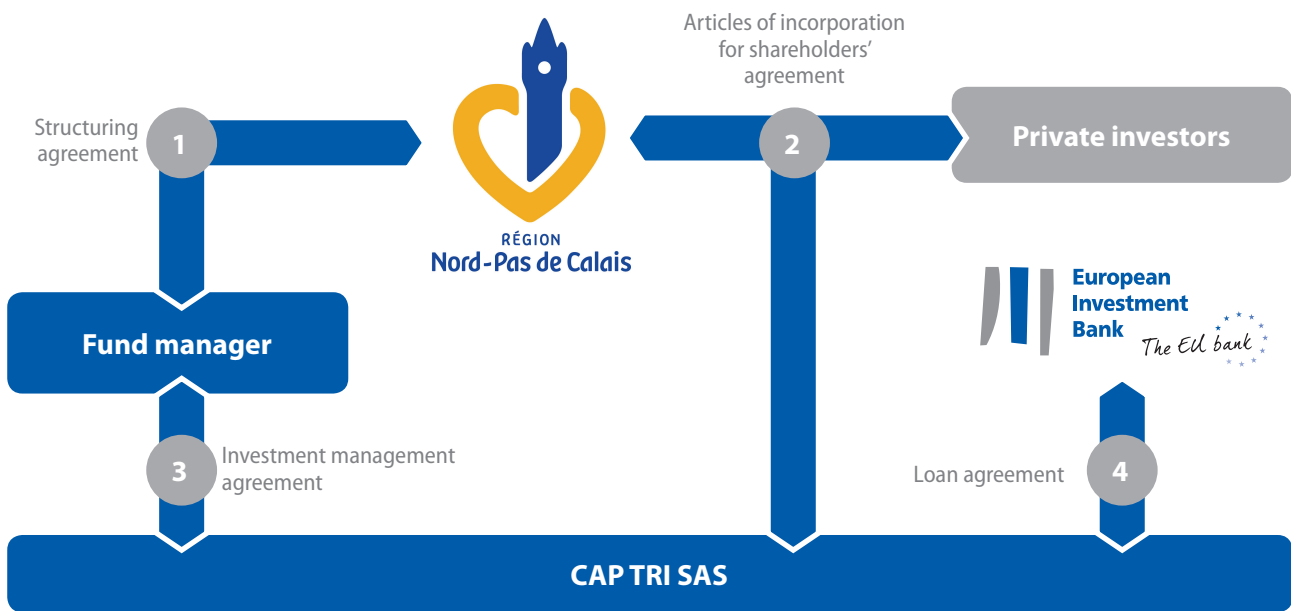 Articles of incorporation
for shareholders’
agreement
Structuring
agreement
1
2
Private investors
RÉGION
Nord-Pas de Calais
European
Investment
Bank
The EU bank
Fund manager
3
Investment management
agreement
Loan agreement
4
CAP TRI SAS